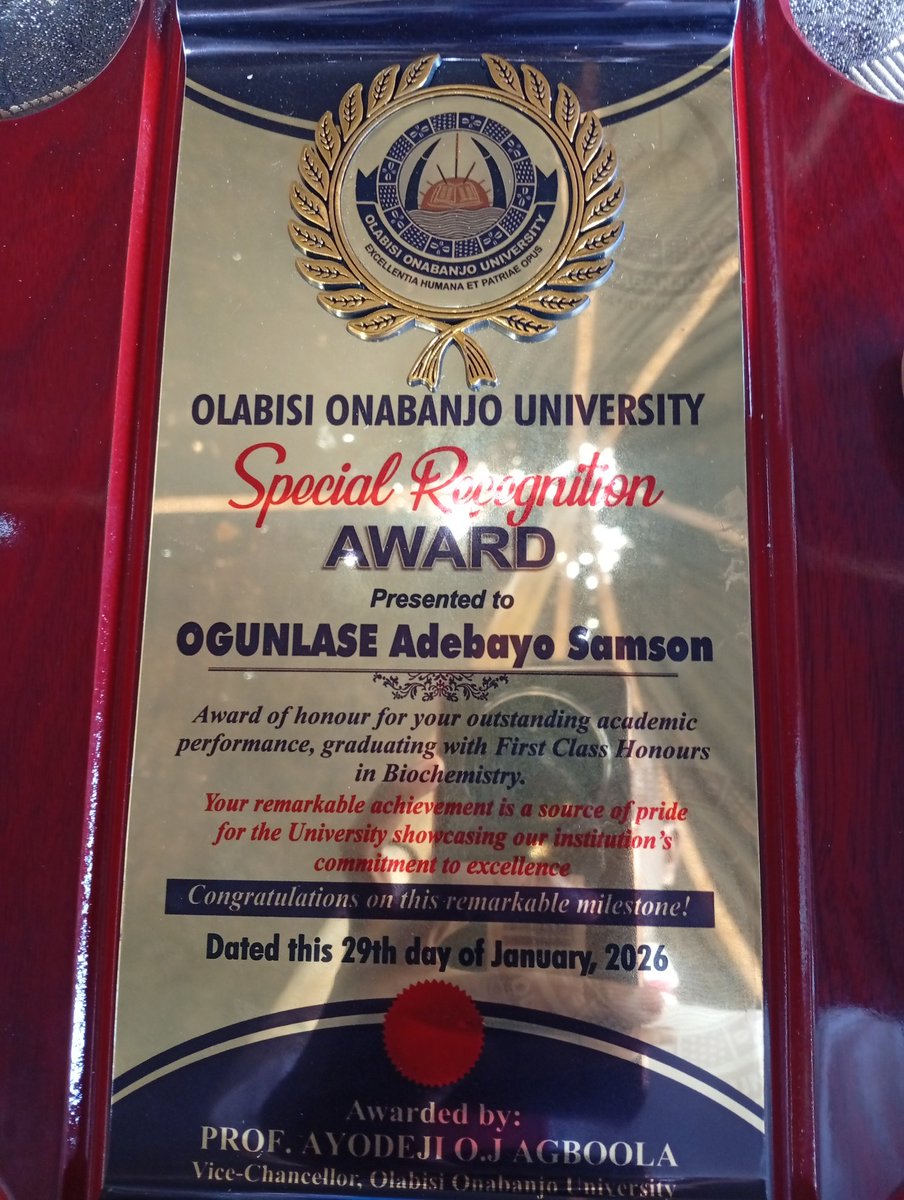 OLABISI ONABANJO UNIVERSITY
EXCELLENTIA HUMANA ET PATRIAE OPUS
OLABISI ONABANJO UNIVERSITY
Special Recognition
AWARD
Presented to
OGUNLASE Adebayo Samson
Award of honour for your outstanding academic
performance, graduating with First Class Honours
in Biochemistry.
Your remarkable achievement is a source of pride
for the University showcasing our institution's
commitment to excellence
Congratulations on this remarkable milestone!
Dated this 29th day of January, 2026
Awarded by:
PROF. AYODEJI O.J AGBOOLA
Vice-Chancellor, Olabisi Onabanjo University